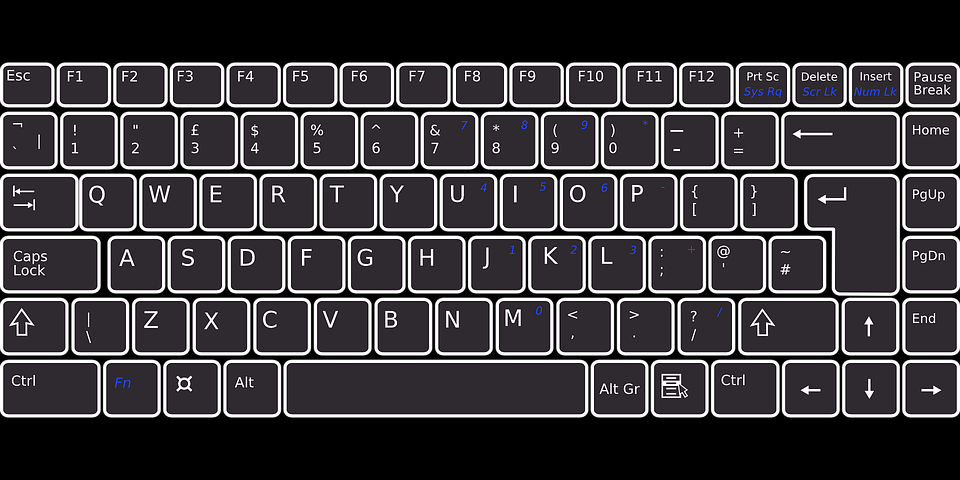 Esc F1 F2 F3 F4 F5 F6 F7 F8 F9 F10 F11 F12 Prt Sc Delete Insert Pause
Sys Rq Scr Lk Num Lk Break
¬ | ! " £ $ % ^ & 7 * 8 ( 9 ) * — + Home
` 1 2 3 4 5 6 7 8 9 0 - =
Q W E R T Y U 4 I 5 O 6 P - { } PgUp
[ ]
Caps A S D F G H J 1 K 2 L 3 : + @ ~ PgDn
Lock ; ' #
| Z X C V B N M 0 < > ? / End
\ , . /
Ctrl Fn Alt Alt Gr Ctrl